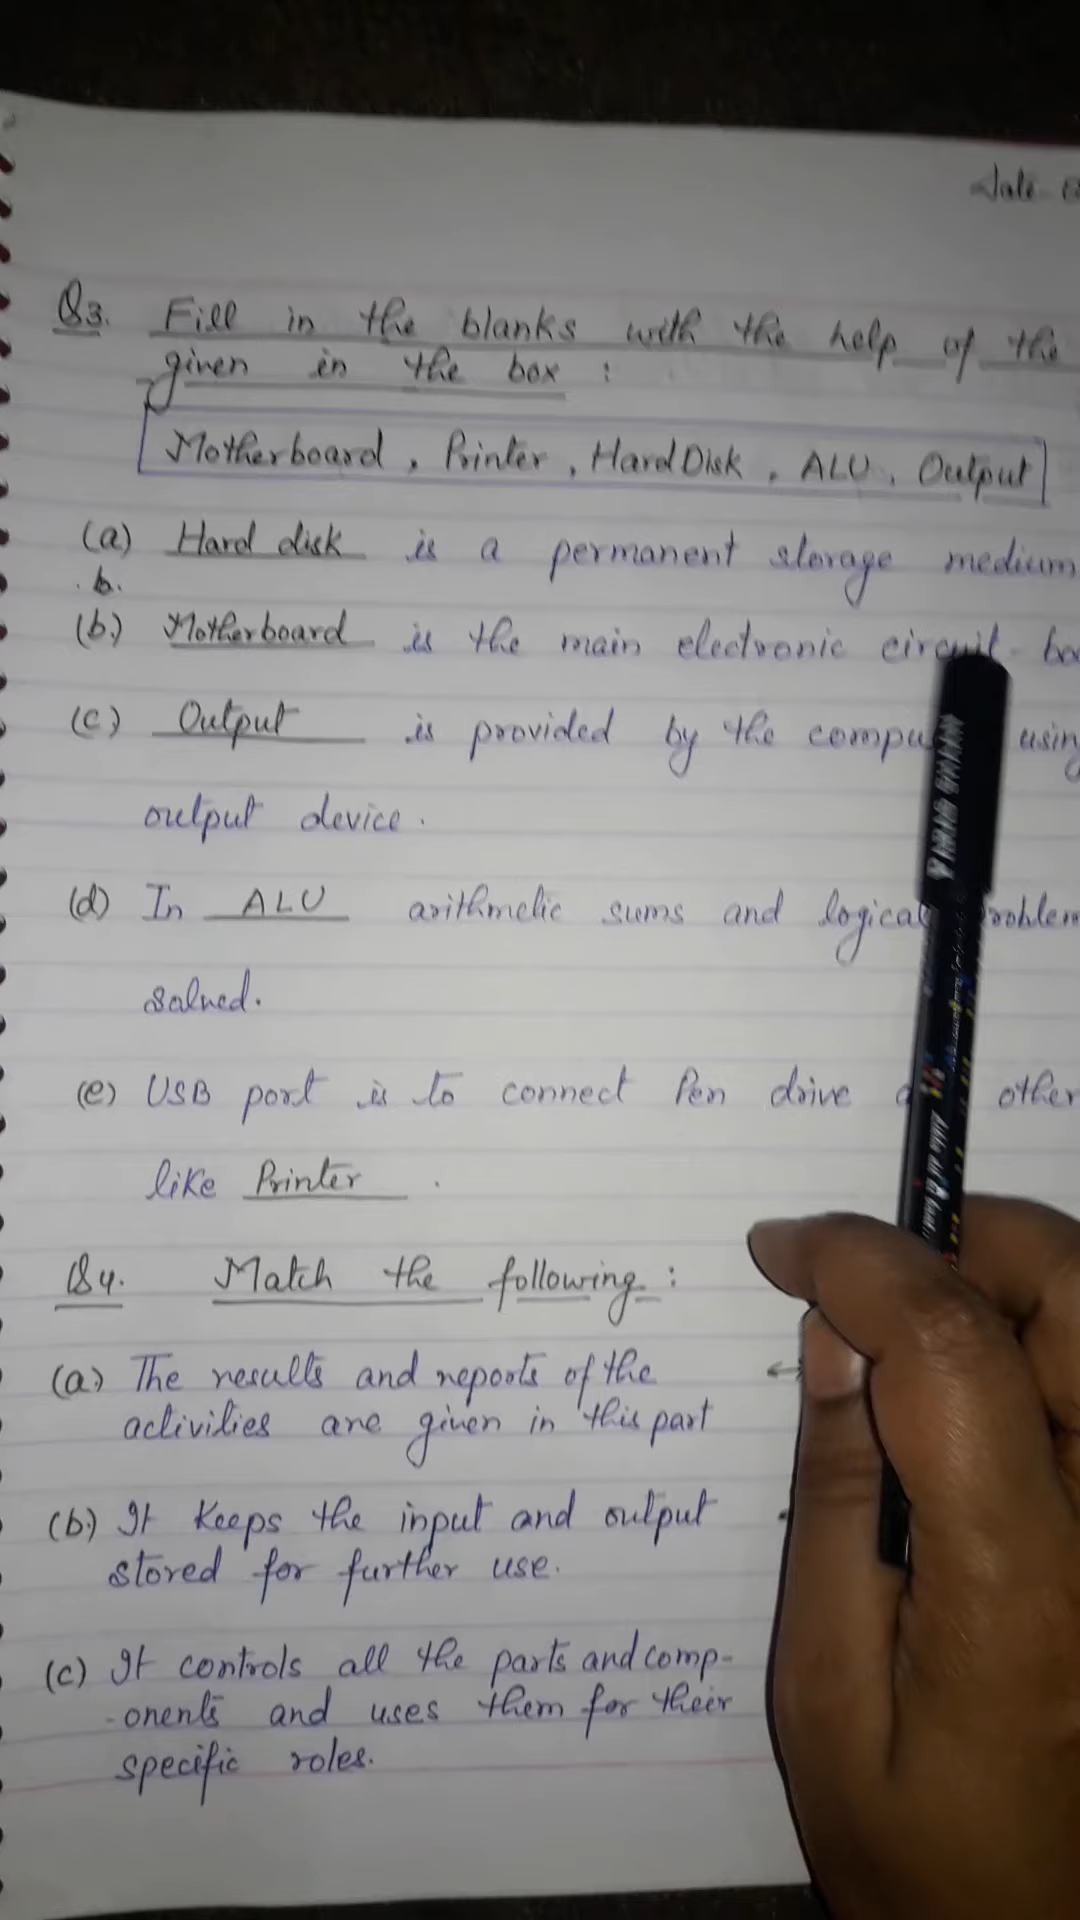 Date
Q3. Fill in the blanks with the help of the
given in the box :
Motherboard , Printer , Hard Disk , ALU , Output
(a) Hard disk is a permanent storage medium
b.
(b) Motherboard is the main electronic circuit
(c) Output is provided by the using
output device .
(d) In ALU arithmetic sums and logical
solved.
(e) USB port is to connect Pen drive other
like Printer .
Q4. Match the following :
(a) The results and reports of the
activities are given in this part
(b) It keeps the input and output
stored for further use.
(c) It controls all the parts and comp-
-onents and uses them for their
specific roles.